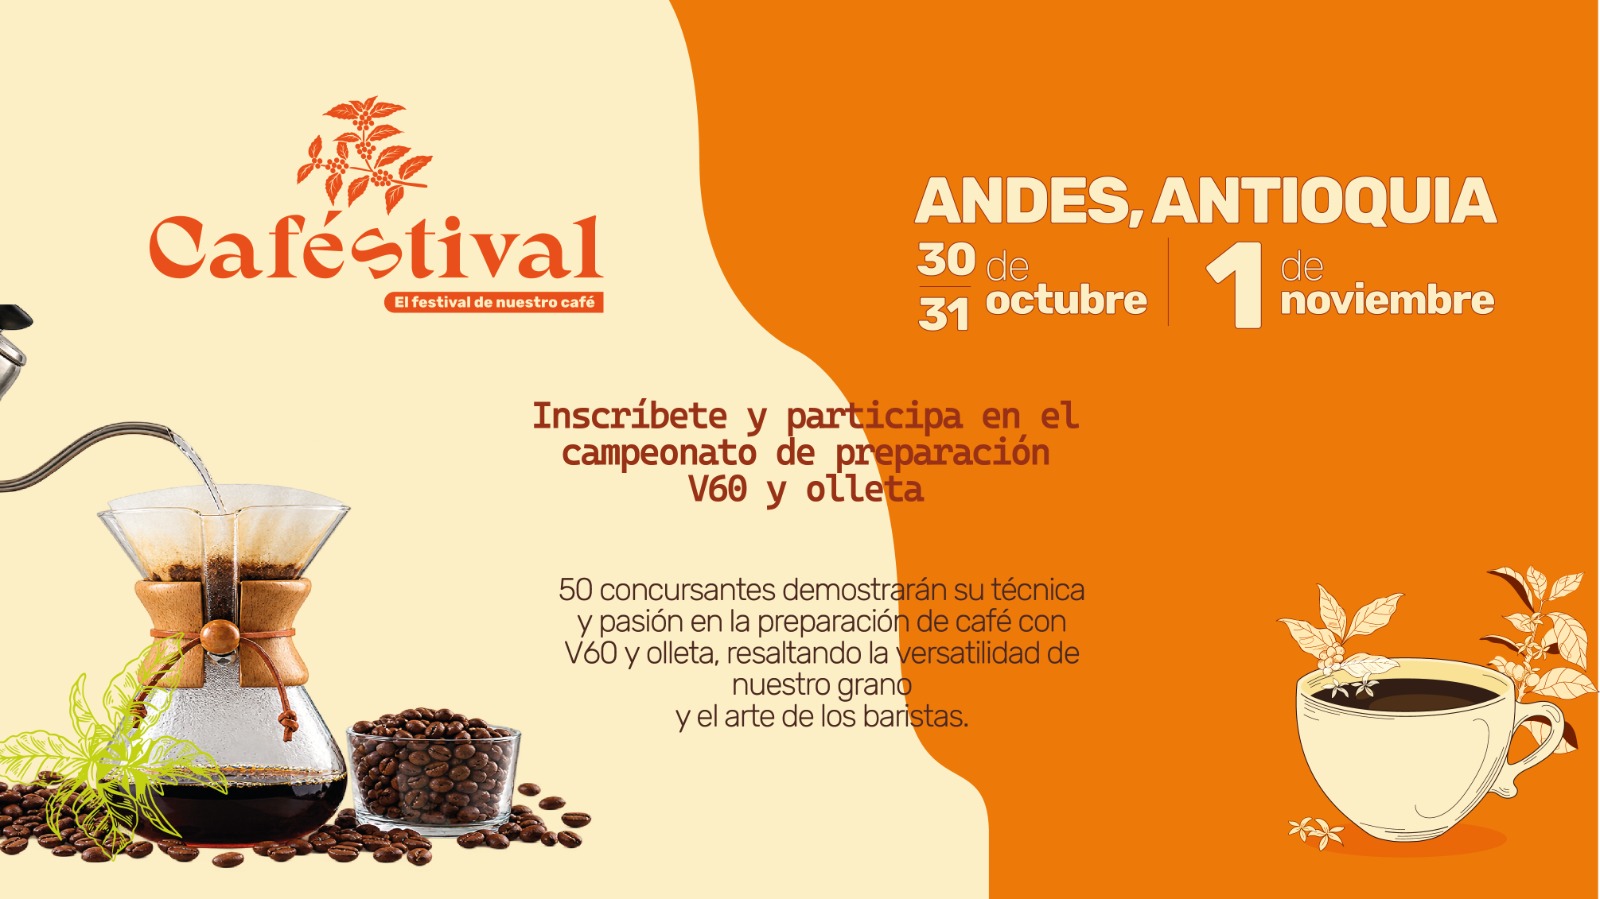 Caféstival
El festival de nuestro café
ANDES, ANTIOQUIA
30
31
de
octubre
1
de
noviembre
Inscríbete y participa en el
campeonato de preparación
V60 y olleta
50 concursantes demostrarán su técnica
y pasión en la preparación de café con
V60 y olleta, resaltando la versatilidad de
nuestro grano
y el arte de los baristas.